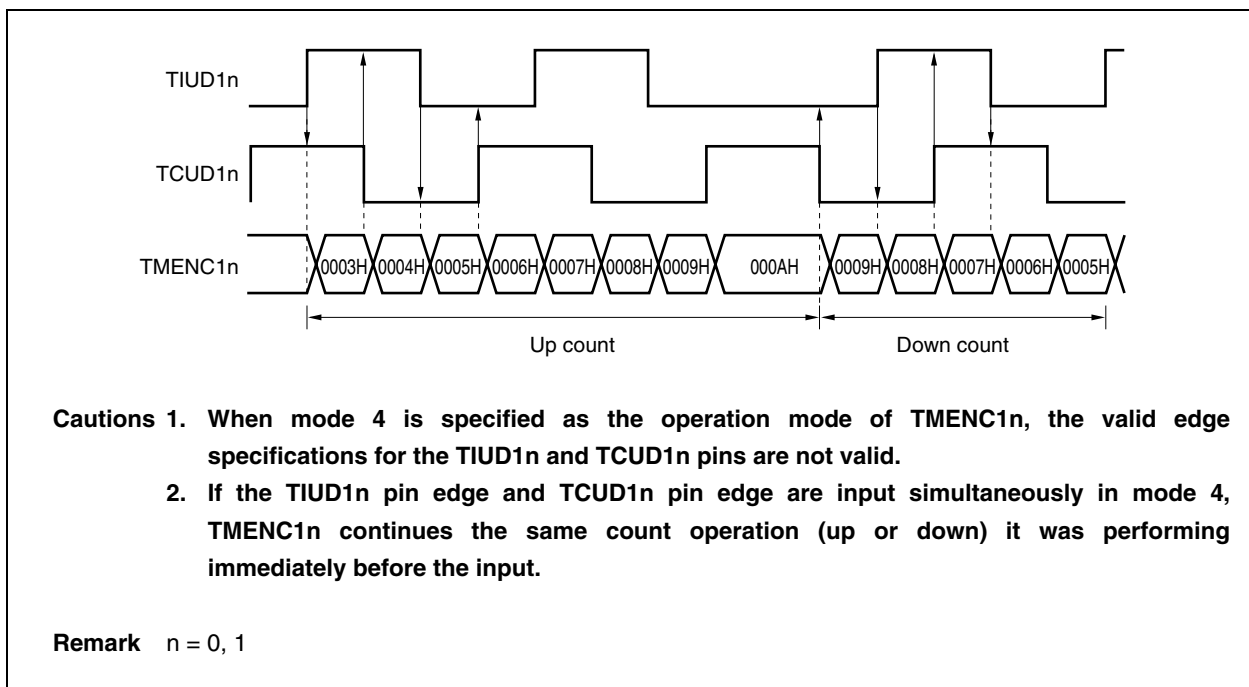 TIUD1n
TCUD1n
TMENC1n
0003H 0004H 0005H 0006H 0007H 0008H 0009H 000AH 0009H 0008H 0007H 0006H 0005H
Up count Down count
Cautions 1. When mode 4 is specified as the operation mode of TMENC1n, the valid edge
specifications for the TIUD1n and TCUD1n pins are not valid.
2. If the TIUD1n pin edge and TCUD1n pin edge are input simultaneously in mode 4,
TMENC1n continues the same count operation (up or down) it was performing
immediately before the input.
Remark n = 0, 1